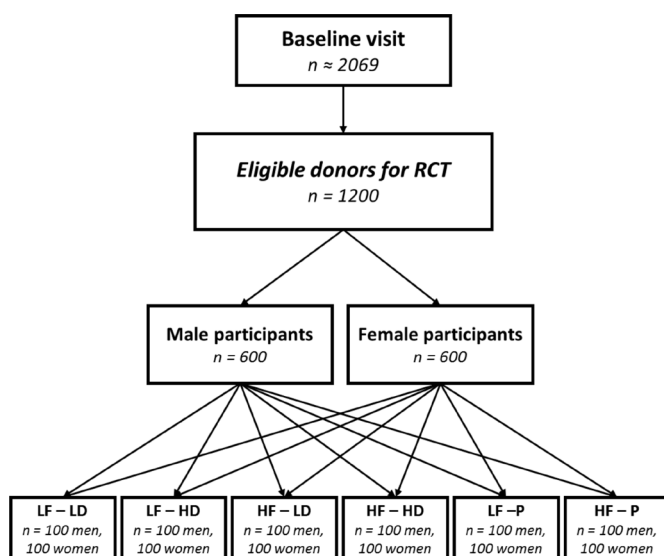 Baseline visit
n ≈ 2069
Eligible donors for RCT
n = 1200
Male participants
n = 600
Female participants
n = 600
LF – LD
n = 100 men,
100 women
LF – HD
n = 100 men,
100 women
HF – LD
n = 100 men,
100 women
HF – HD
n = 100 men,
100 women
LF –P
n = 100 men,
100 women
HF – P
n = 100 men,
100 women